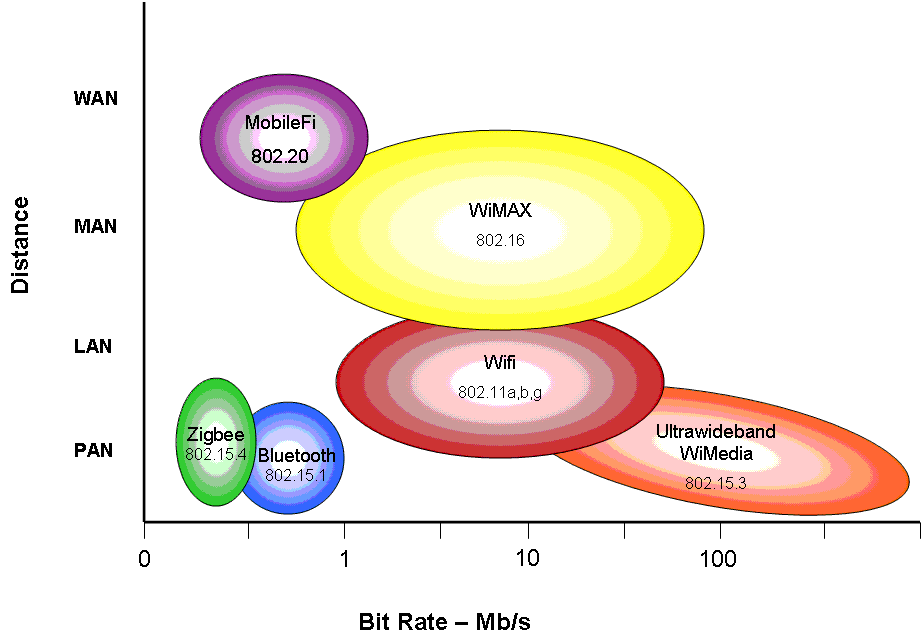 WAN
MobileFi
802.20
MAN
WiMAX
802.16
Distance
LAN
Wifi
802.11a,b,g
PAN
Zigbee
802.15.4
Bluetooth
802.15.1
Ultrawideband
WiMedia
802.15.3
0
1
10
100
Bit Rate – Mb/s